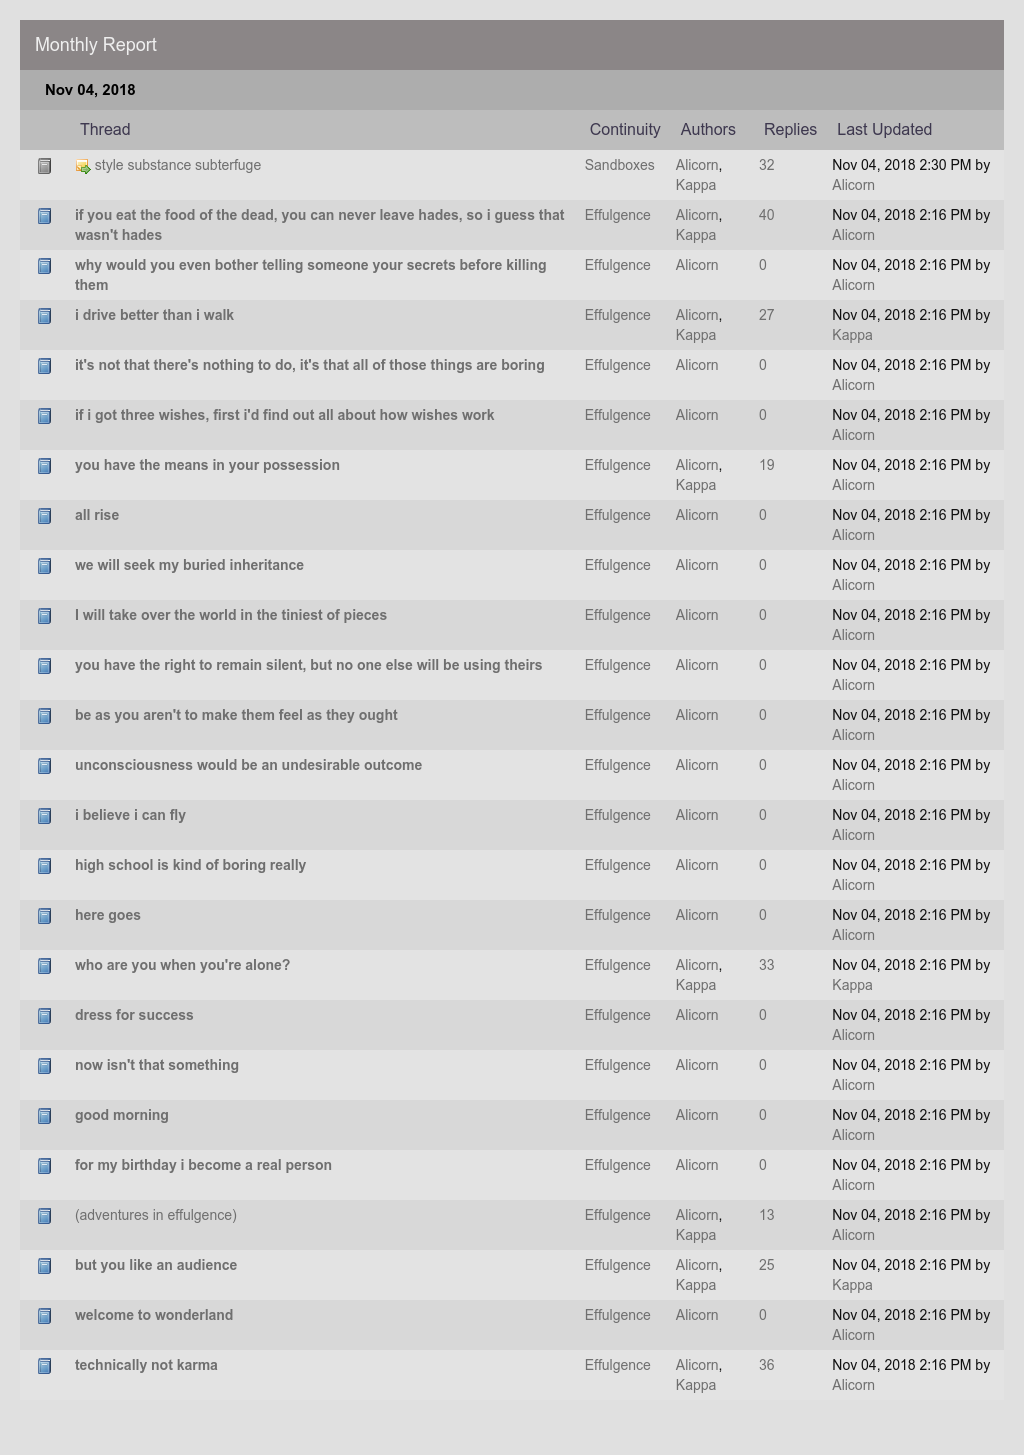 Monthly Report
Nov 04, 2018
Thread Continuity Authors Replies Last Updated
style substance subterfuge Sandboxes Alicorn, 32 Nov 04, 2018 2:30 PM by
Kappa Alicorn
if you eat the food of the dead, you can never leave hades, so i guess that Effulgence Alicorn, 40 Nov 04, 2018 2:16 PM by
wasn't hades Kappa Alicorn
why would you even bother telling someone your secrets before killing Effulgence Alicorn 0 Nov 04, 2018 2:16 PM by
them Alicorn
i drive better than i walk Effulgence Alicorn, 27 Nov 04, 2018 2:16 PM by
Kappa Kappa
it's not that there's nothing to do, it's that all of those things are boring Effulgence Alicorn 0 Nov 04, 2018 2:16 PM by
Alicorn
if i got three wishes, first i'd find out all about how wishes work Effulgence Alicorn 0 Nov 04, 2018 2:16 PM by
Alicorn
you have the means in your possession Effulgence Alicorn, 19 Nov 04, 2018 2:16 PM by
Kappa Alicorn
all rise Effulgence Alicorn 0 Nov 04, 2018 2:16 PM by
Alicorn
we will seek my buried inheritance Effulgence Alicorn 0 Nov 04, 2018 2:16 PM by
Alicorn
I will take over the world in the tiniest of pieces Effulgence Alicorn 0 Nov 04, 2018 2:16 PM by
Alicorn
you have the right to remain silent, but no one else will be using theirs Effulgence Alicorn 0 Nov 04, 2018 2:16 PM by
Alicorn
be as you aren't to make them feel as they ought Effulgence Alicorn 0 Nov 04, 2018 2:16 PM by
Alicorn
unconsciousness would be an undesirable outcome Effulgence Alicorn 0 Nov 04, 2018 2:16 PM by
Alicorn
i believe i can fly Effulgence Alicorn 0 Nov 04, 2018 2:16 PM by
Alicorn
high school is kind of boring really Effulgence Alicorn 0 Nov 04, 2018 2:16 PM by
Alicorn
here goes Effulgence Alicorn 0 Nov 04, 2018 2:16 PM by
Alicorn
who are you when you're alone? Effulgence Alicorn, 33 Nov 04, 2018 2:16 PM by
Kappa Kappa
dress for success Effulgence Alicorn 0 Nov 04, 2018 2:16 PM by
Alicorn
now isn't that something Effulgence Alicorn 0 Nov 04, 2018 2:16 PM by
Alicorn
good morning Effulgence Alicorn 0 Nov 04, 2018 2:16 PM by
Alicorn
for my birthday i become a real person Effulgence Alicorn 0 Nov 04, 2018 2:16 PM by
Alicorn
(adventures in effulgence) Effulgence Alicorn, 13 Nov 04, 2018 2:16 PM by
Kappa Alicorn
but you like an audience Effulgence Alicorn, 25 Nov 04, 2018 2:16 PM by
Kappa Kappa
welcome to wonderland Effulgence Alicorn 0 Nov 04, 2018 2:16 PM by
Alicorn
technically not karma Effulgence Alicorn, 36 Nov 04, 2018 2:16 PM by
Kappa Alicorn